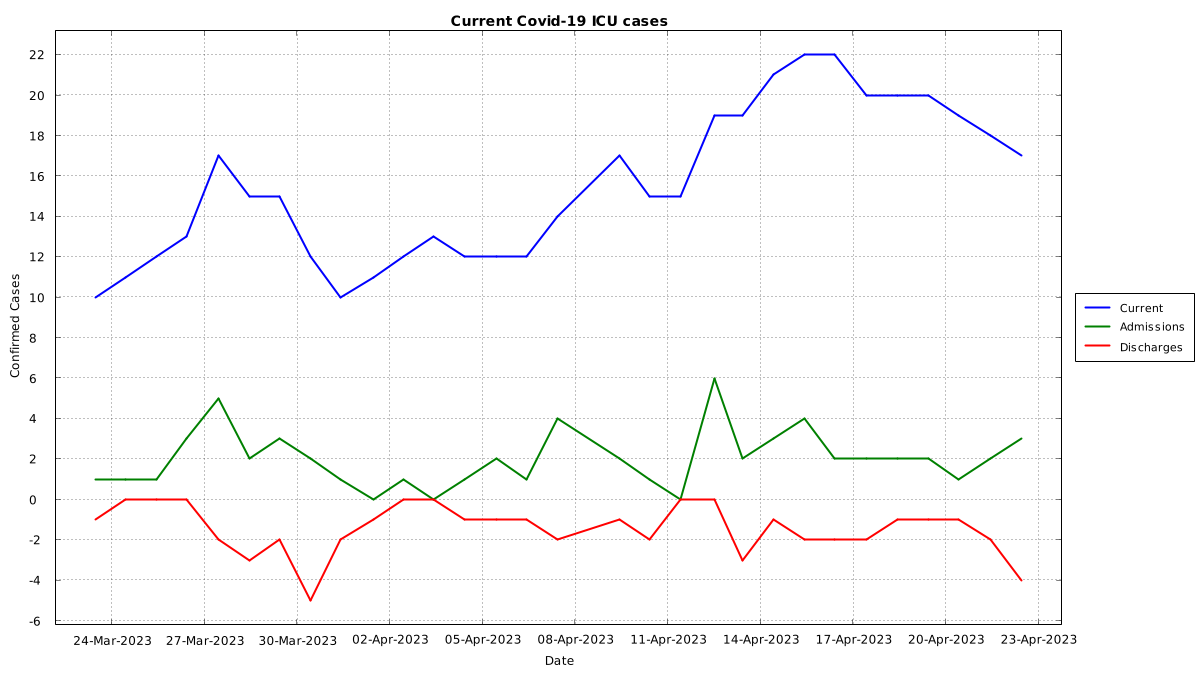 Current Covid-19 ICU cases
22
20
18
16
14
12
10
8
6
4
2
0
-2
-4
-6
Confirmed Cases
24-Mar-2023 27-Mar-2023 30-Mar-2023 02-Apr-2023 05-Apr-2023 08-Apr-2023 11-Apr-2023 14-Apr-2023 17-Apr-2023 20-Apr-2023 23-Apr-2023
Date
Current
Admissions
Discharges